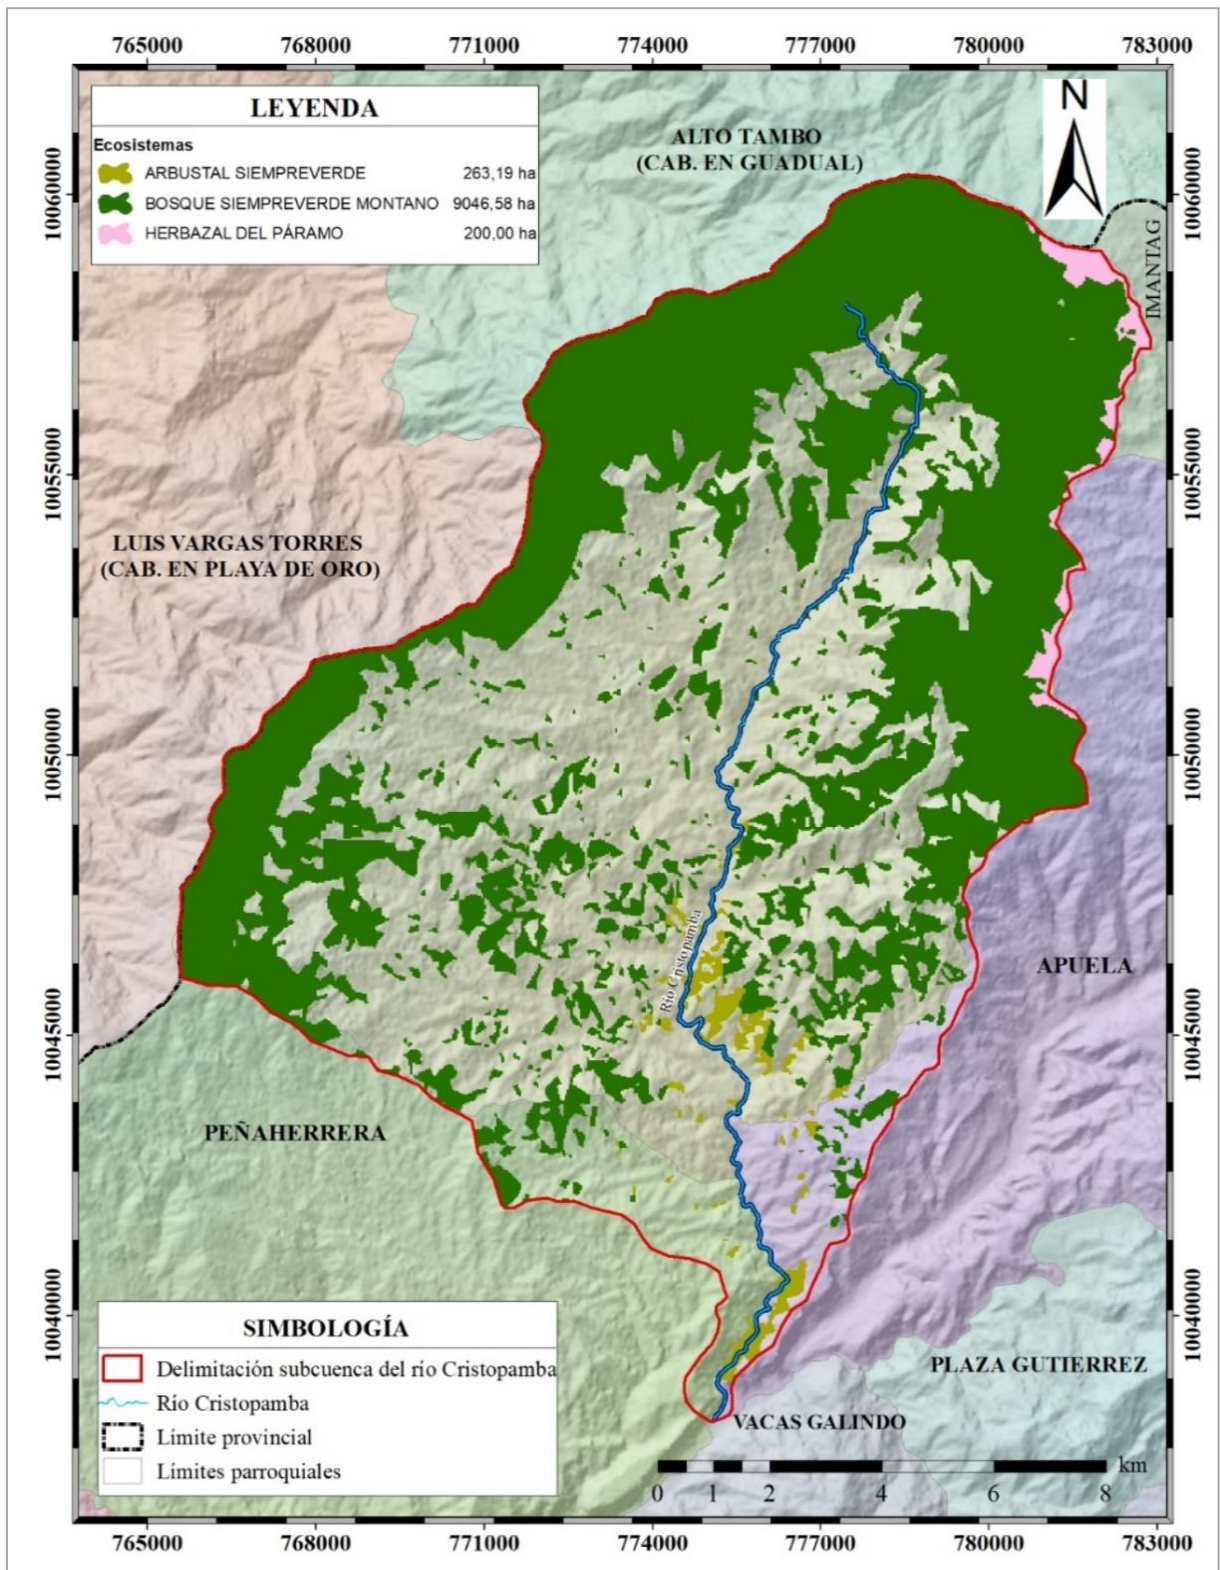 765000 768000 771000 774000 777000 780000 783000
LEYENDA
Ecosistemas
ARBUSTAL SIEMPREVERDE 263,19 ha
BOSQUE SIEMPREVERDE MONTANO 9046,58 ha
HERBAZAL DEL PÁRAMO 200,00 ha
ALTO TAMBO
(CAB. EN GUADUAL)
N
IMANTAG
10060000
10060000
10055000
10055000
LUIS VARGAS TORRES
(CAB. EN PLAYA DE ORO)
10050000
10050000
Río Cristopamba
APUELA
10045000
10045000
PEÑAHERRERA
10040000
10040000
SIMBOLOGÍA
Delimitación subcuenca del río Cristopamba
Río Cristopamba
Límite provincial
Límites parroquiales
PLAZA GUTIERREZ
VACAS GALINDO
km
0 1 2 4 6 8
765000 768000 771000 774000 777000 780000 783000